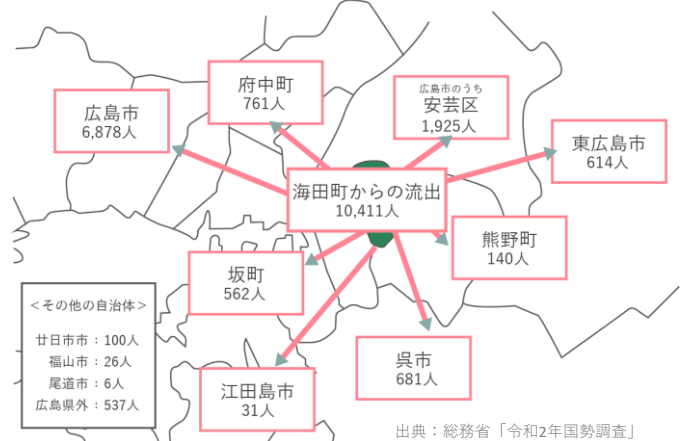 府中町
761人
広島市のうち
安芸区
1,925人
広島市
6,878人
東広島市
614人
海田町からの流出
10,411人
熊野町
140人
坂町
562人
＜その他の自治体＞
廿日市市：100人
福山市：26人
尾道市：6人
広島県外：537人
呉市
681人
江田島市
31人
出典：総務省「令和2年国勢調査」